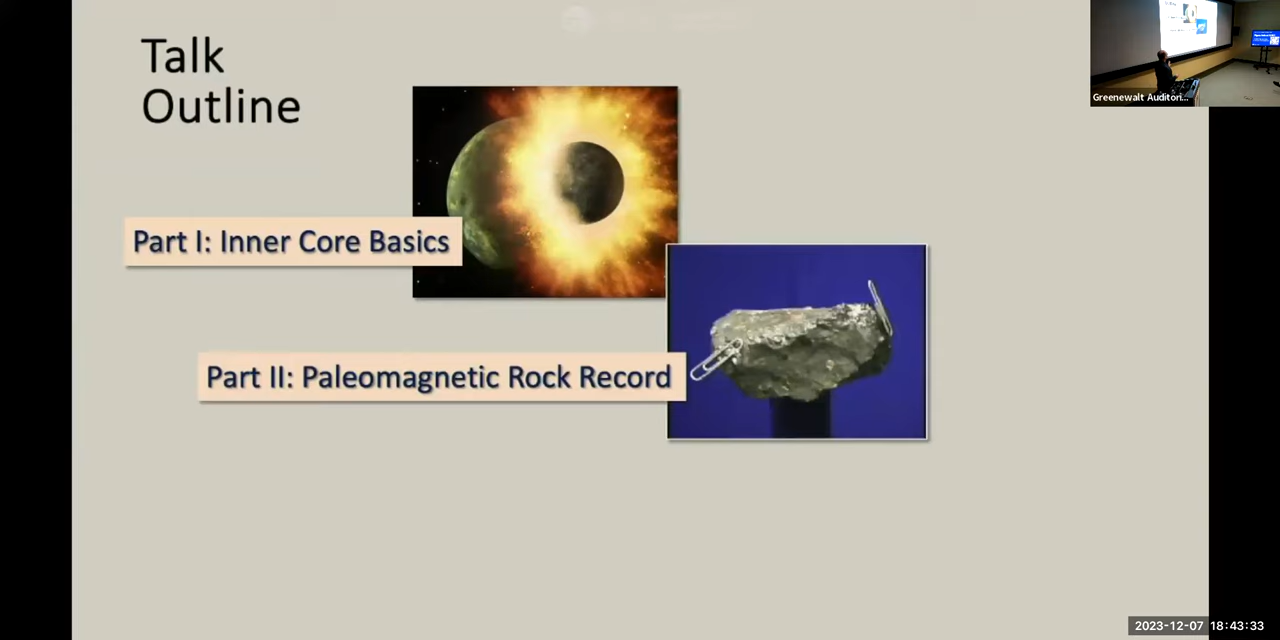 Talk
Outline
Part I: Inner Core Basics
Part II: Paleomagnetic Rock Record
Greenewalt Auditori...
2023-12-07 18:43:33